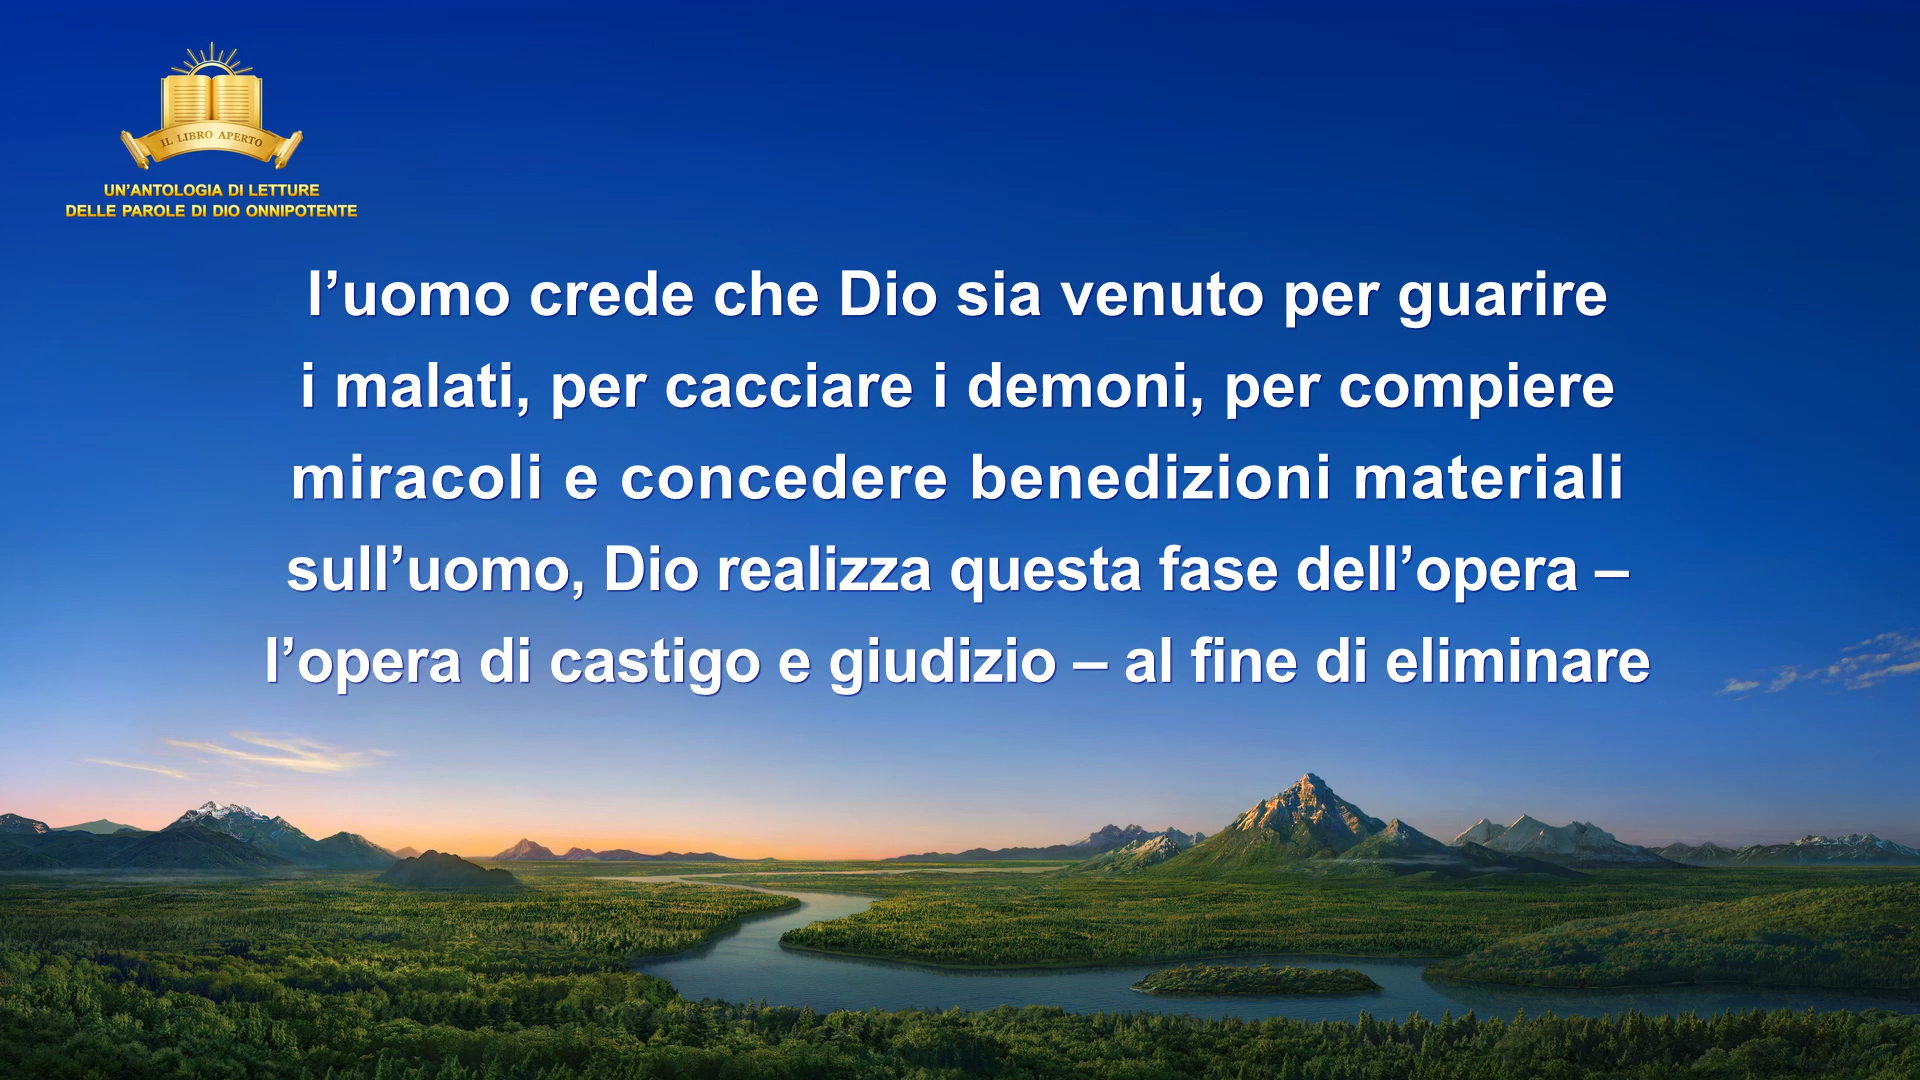 IL LIBRO APERTO
UN’ANTOLOGIA DI LETTURE
DELLE PAROLE DI DIO ONNIPOTENTE
l’uomo crede che Dio sia venuto per guarire
i malati, per cacciare i demoni, per compiere
miracoli e concedere benedizioni materiali
sull’uomo, Dio realizza questa fase dell’opera –
l’opera di castigo e giudizio – al fine di eliminare